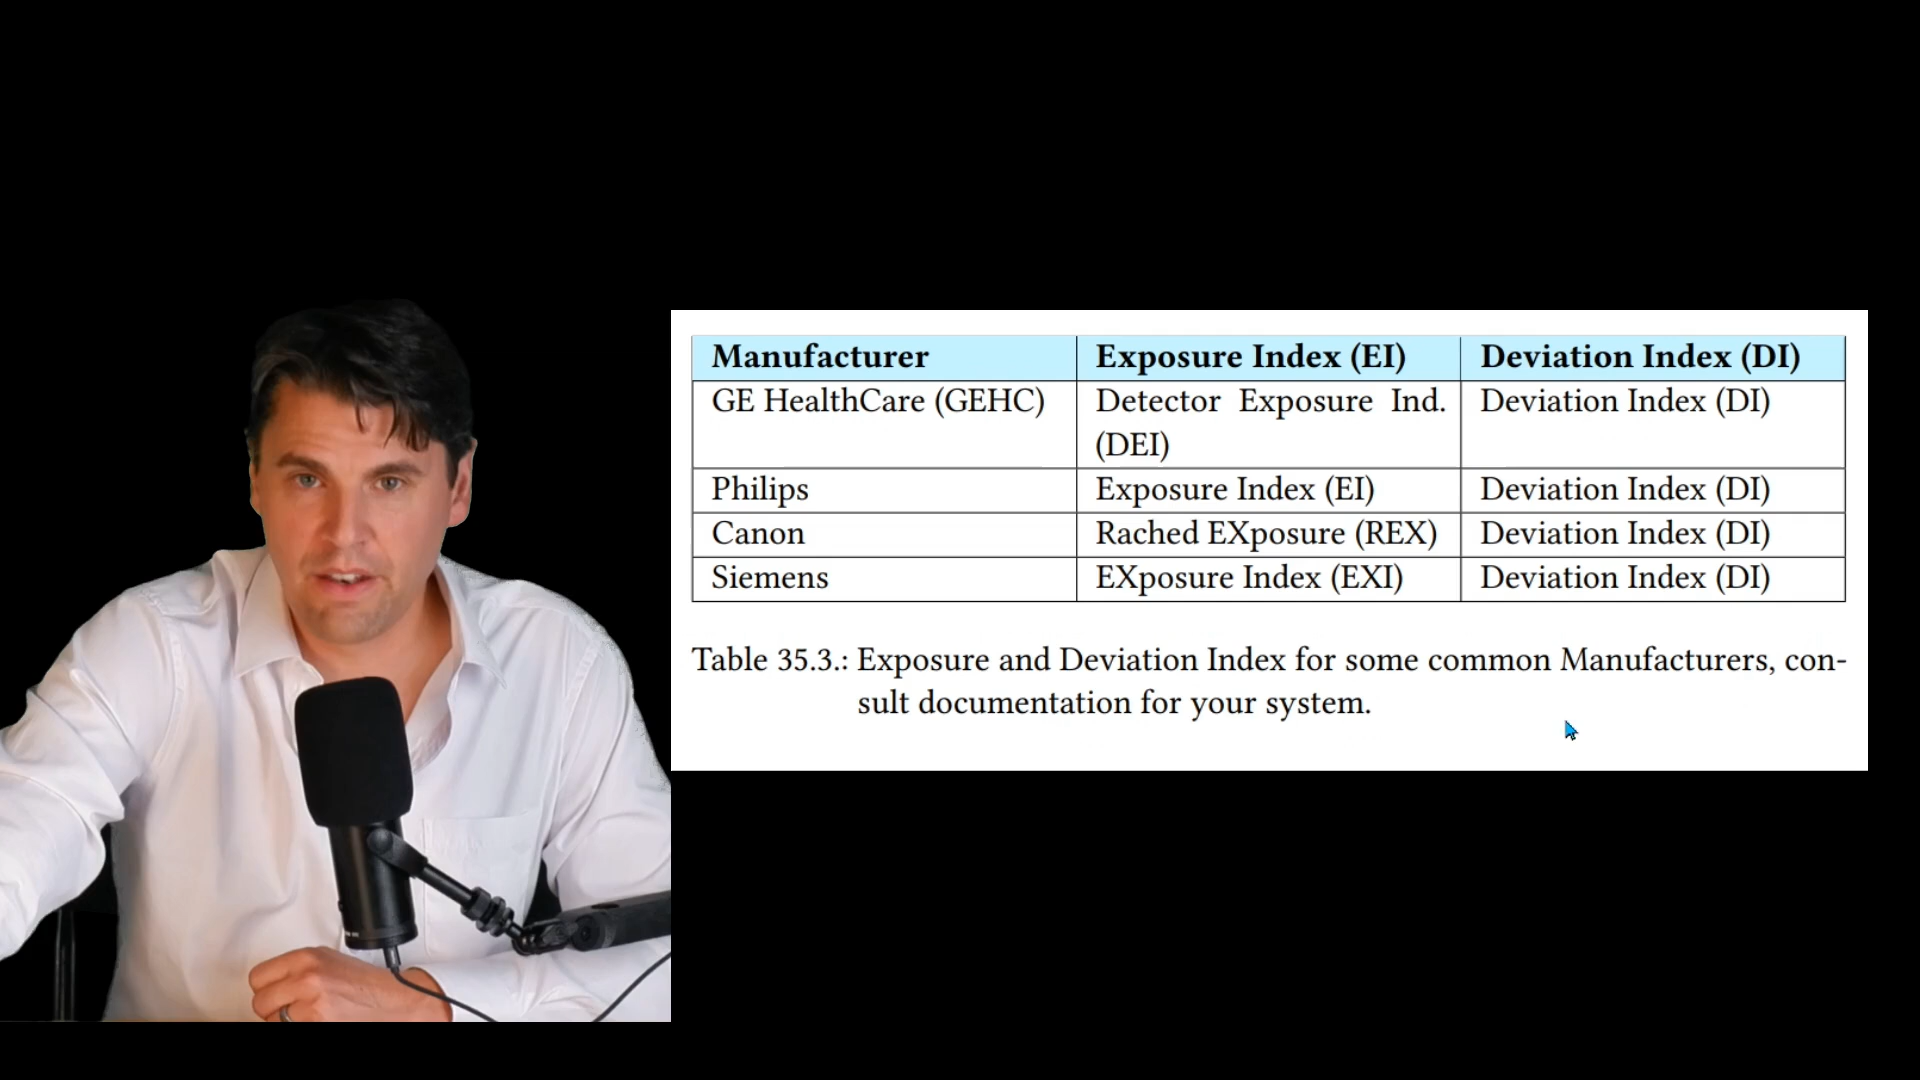 Manufacturer Exposure Index (EI) Deviation Index (DI)
GE HealthCare (GEHC) Detector Exposure Ind. Deviation Index (DI)
(DEI)
Philips Exposure Index (EI) Deviation Index (DI)
Canon Rached EXposure (REX) Deviation Index (DI)
Siemens EXposure Index (EXI) Deviation Index (DI)
Table 35.3.: Exposure and Deviation Index for some common Manufacturers, con-
sult documentation for your system.